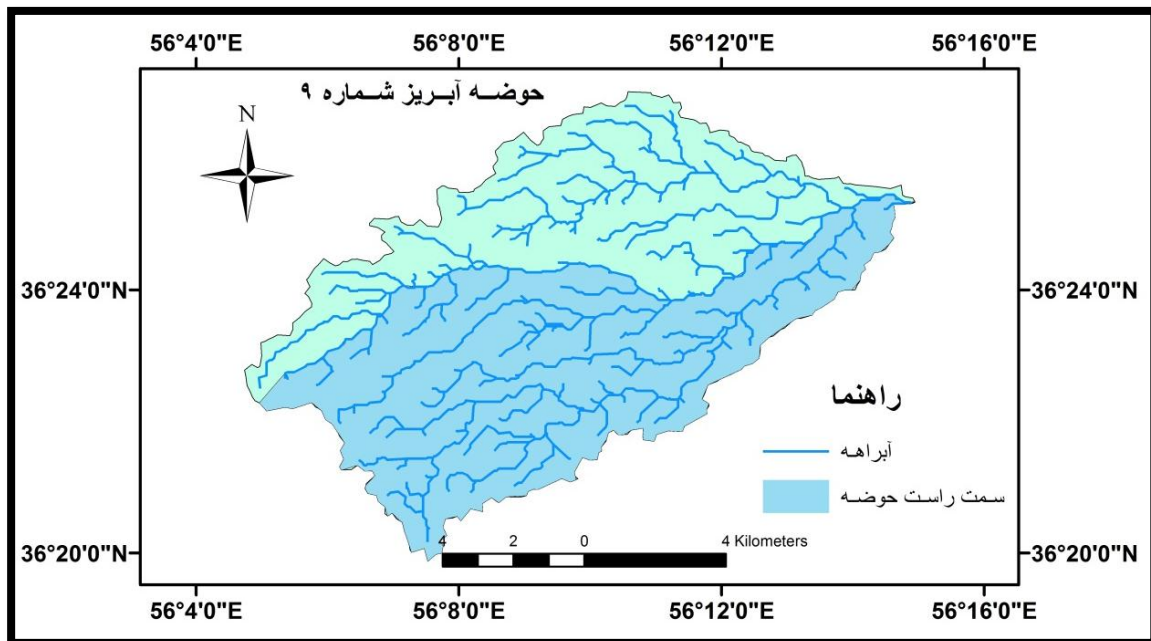 56°4'0"E 56°8'0"E 56°12'0"E 56°16'0"E
حوضه آبریز شماره ۹
N
36°24'0"N 36°24'0"N
راهنما
آبراهه
سمت راست حوضه
4 2 0 4 Kilometers
36°20'0"N 36°20'0"N
56°4'0"E 56°8'0"E 56°12'0"E 56°16'0"E